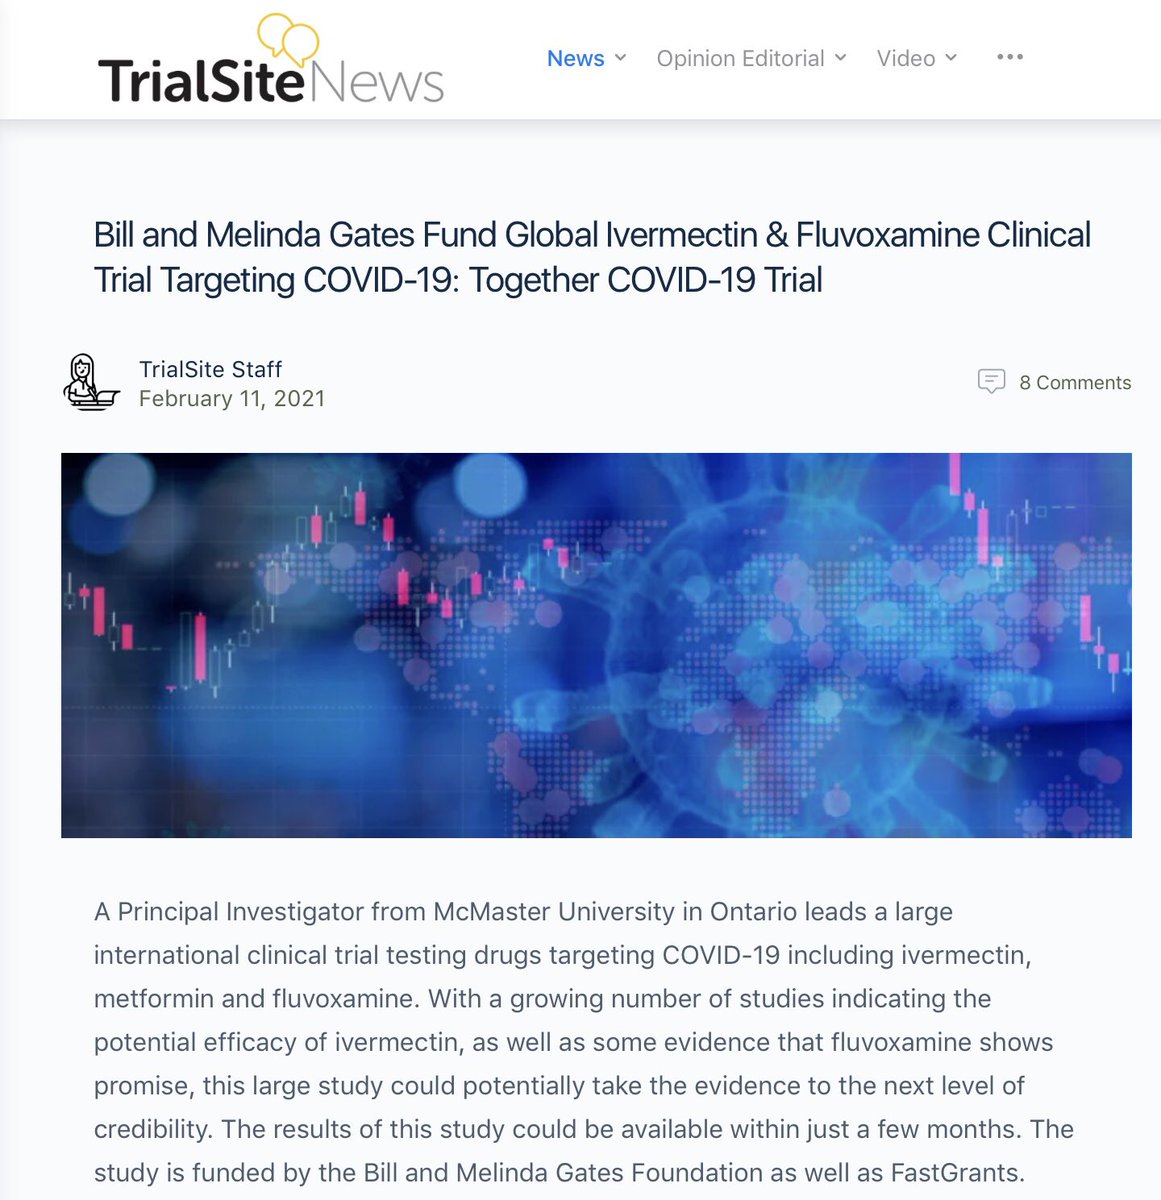 TrialSiteNews
News Opinion Editorial Video
Bill and Melinda Gates Fund Global Ivermectin & Fluvoxamine Clinical
Trial Targeting COVID-19: Together COVID-19 Trial
TrialSite Staff
February 11, 2021
8 Comments
A Principal Investigator from McMaster University in Ontario leads a large
international clinical trial testing drugs targeting COVID-19 including ivermectin,
metformin and fluvoxamine. With a growing number of studies indicating the
potential efficacy of ivermectin, as well as some evidence that fluvoxamine shows
promise, this large study could potentially take the evidence to the next level of
credibility. The results of this study could be available within just a few months. The
study is funded by the Bill and Melinda Gates Foundation as well as FastGrants.